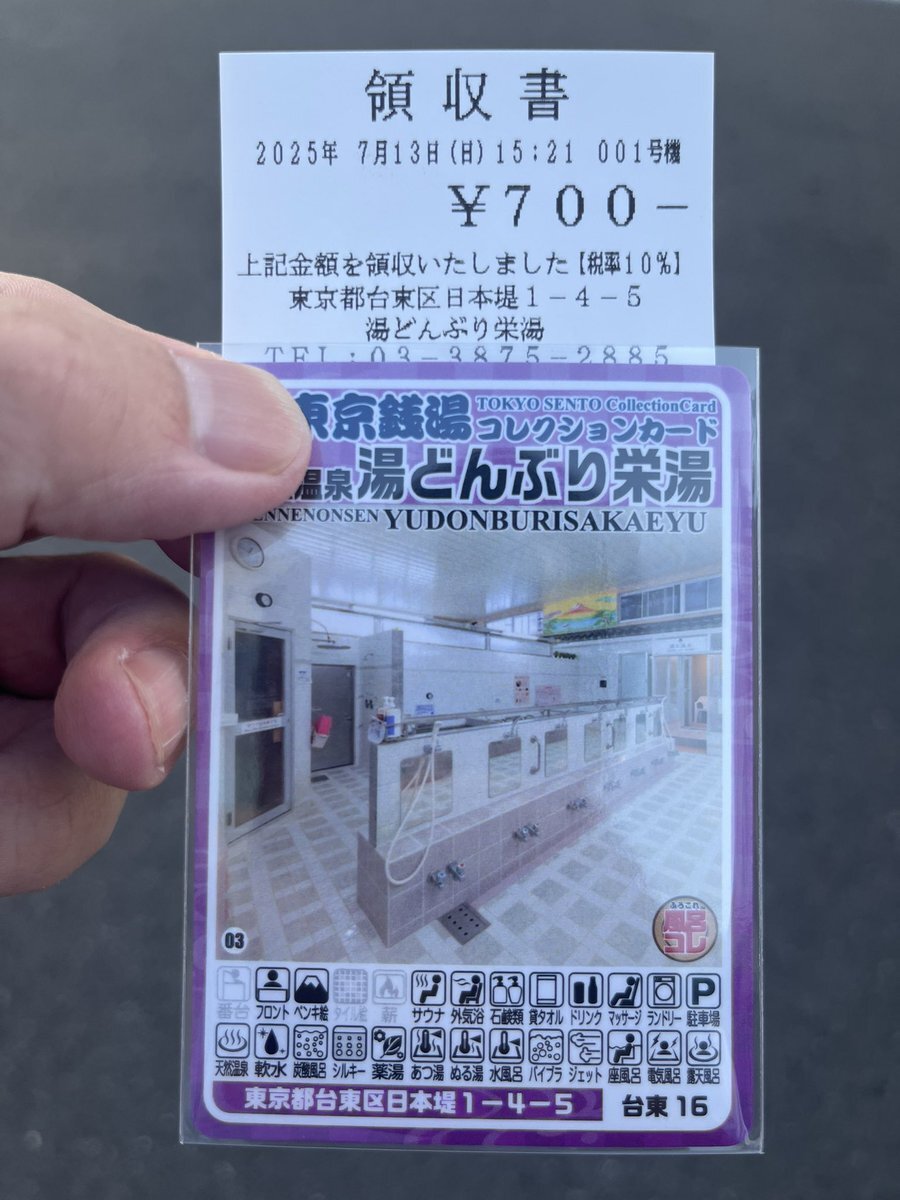 領収書
2025年 7月13日(日)15:21 001号機
¥700-
上記金額を領収いたしました【税率10%】
東京都台東区日本堤1-4-5
湯どんぶり栄湯
TEL:03-3875-2885
東京銭湯 TOKYO SENTO CollectionCard
コレクションカード
温泉 湯どんぶり栄湯
ENNENONSEN YUDONBURISAKAEYU
03
ふろこれ
風呂コレ
番台 フロント ペンキ絵 タイル絵 薪 サウナ 外気浴 石鹸類 貸タオル ドリンク マッサージ ランドリー P 駐車場
天然温泉 軟水 炭酸風呂 シルキー 薬湯 あつ湯 ぬる湯 水風呂 バイブラ ジェット 座風呂 電気風呂 露天風呂
東京都台東区日本堤1-4-5 台東 16